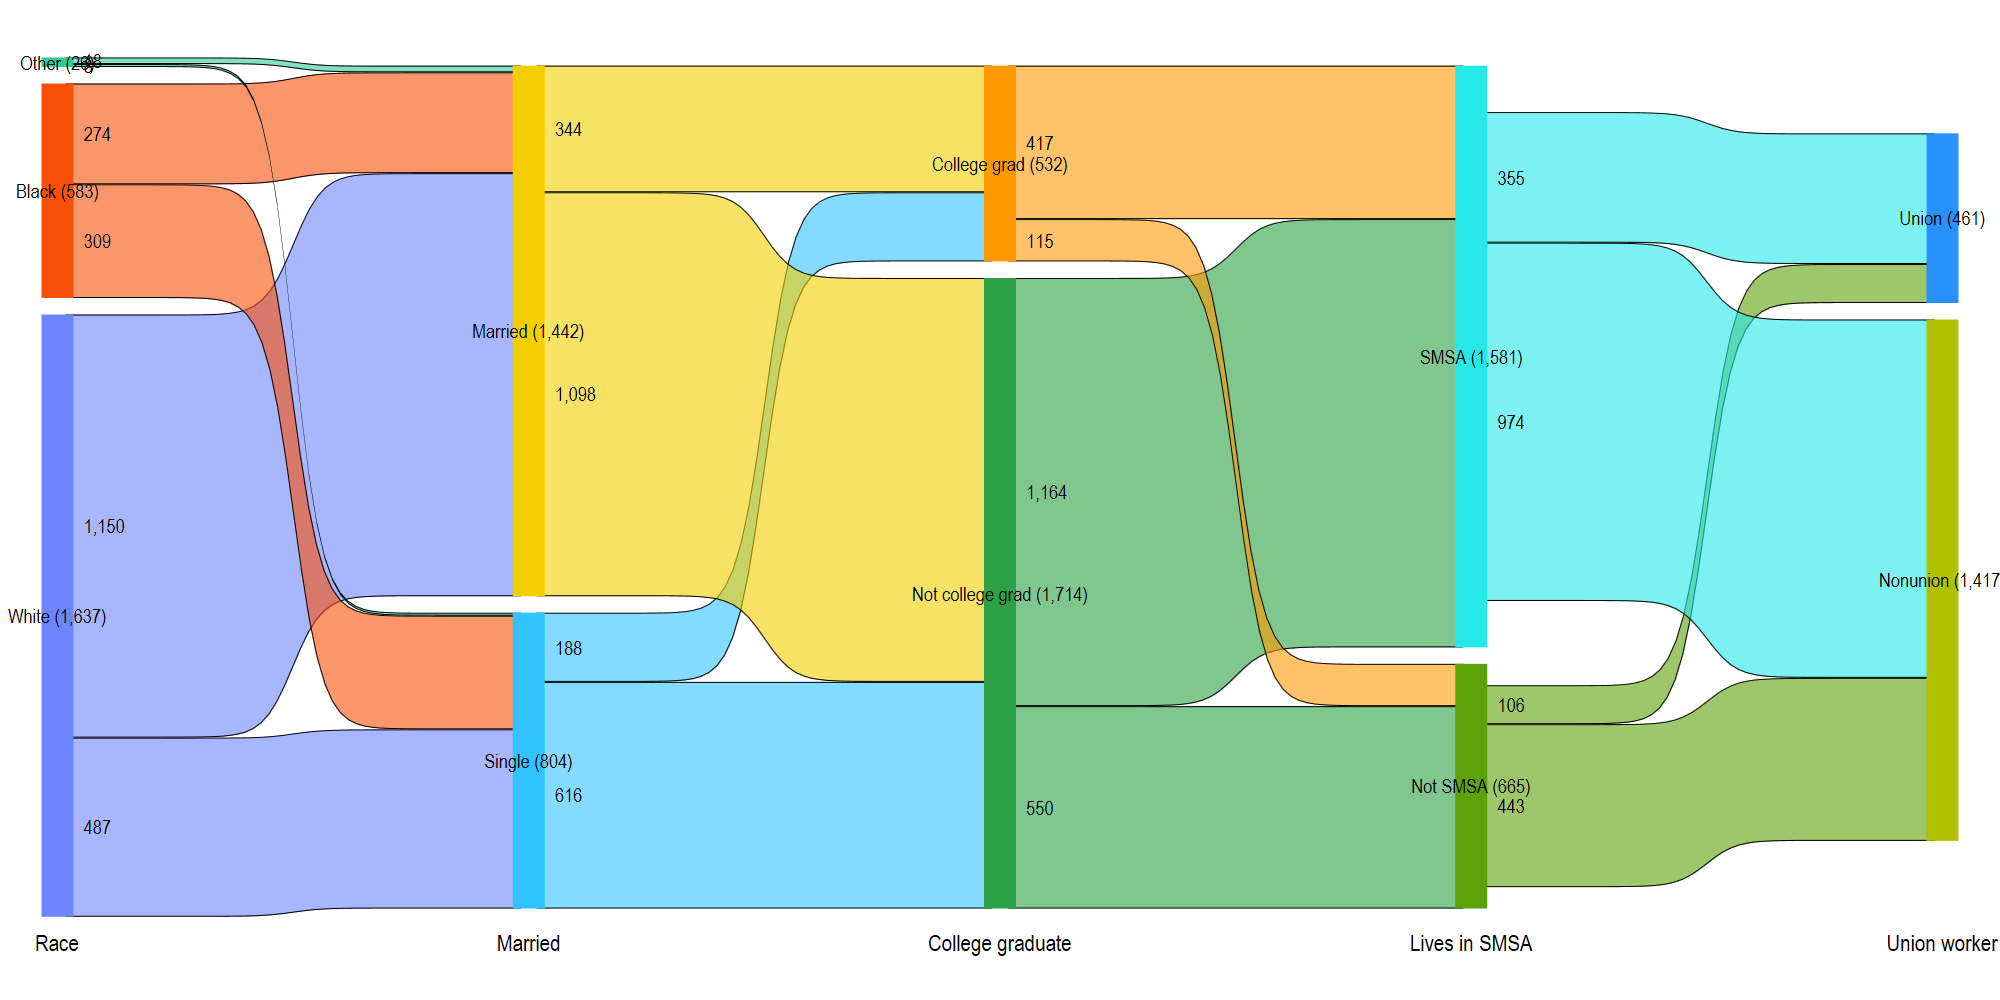 Other (26)
18
8
Black (583)
274
309
White (1,637)
1,150
487
Married (1,442)
344
1,098
Single (804)
188
616
College grad (532)
417
115
Not college grad (1,714)
1,164
550
SMSA (1,581)
355
974
Not SMSA (665)
106
443
Union (461)
Nonunion (1,417
Race
Married
College graduate
Lives in SMSA
Union worker